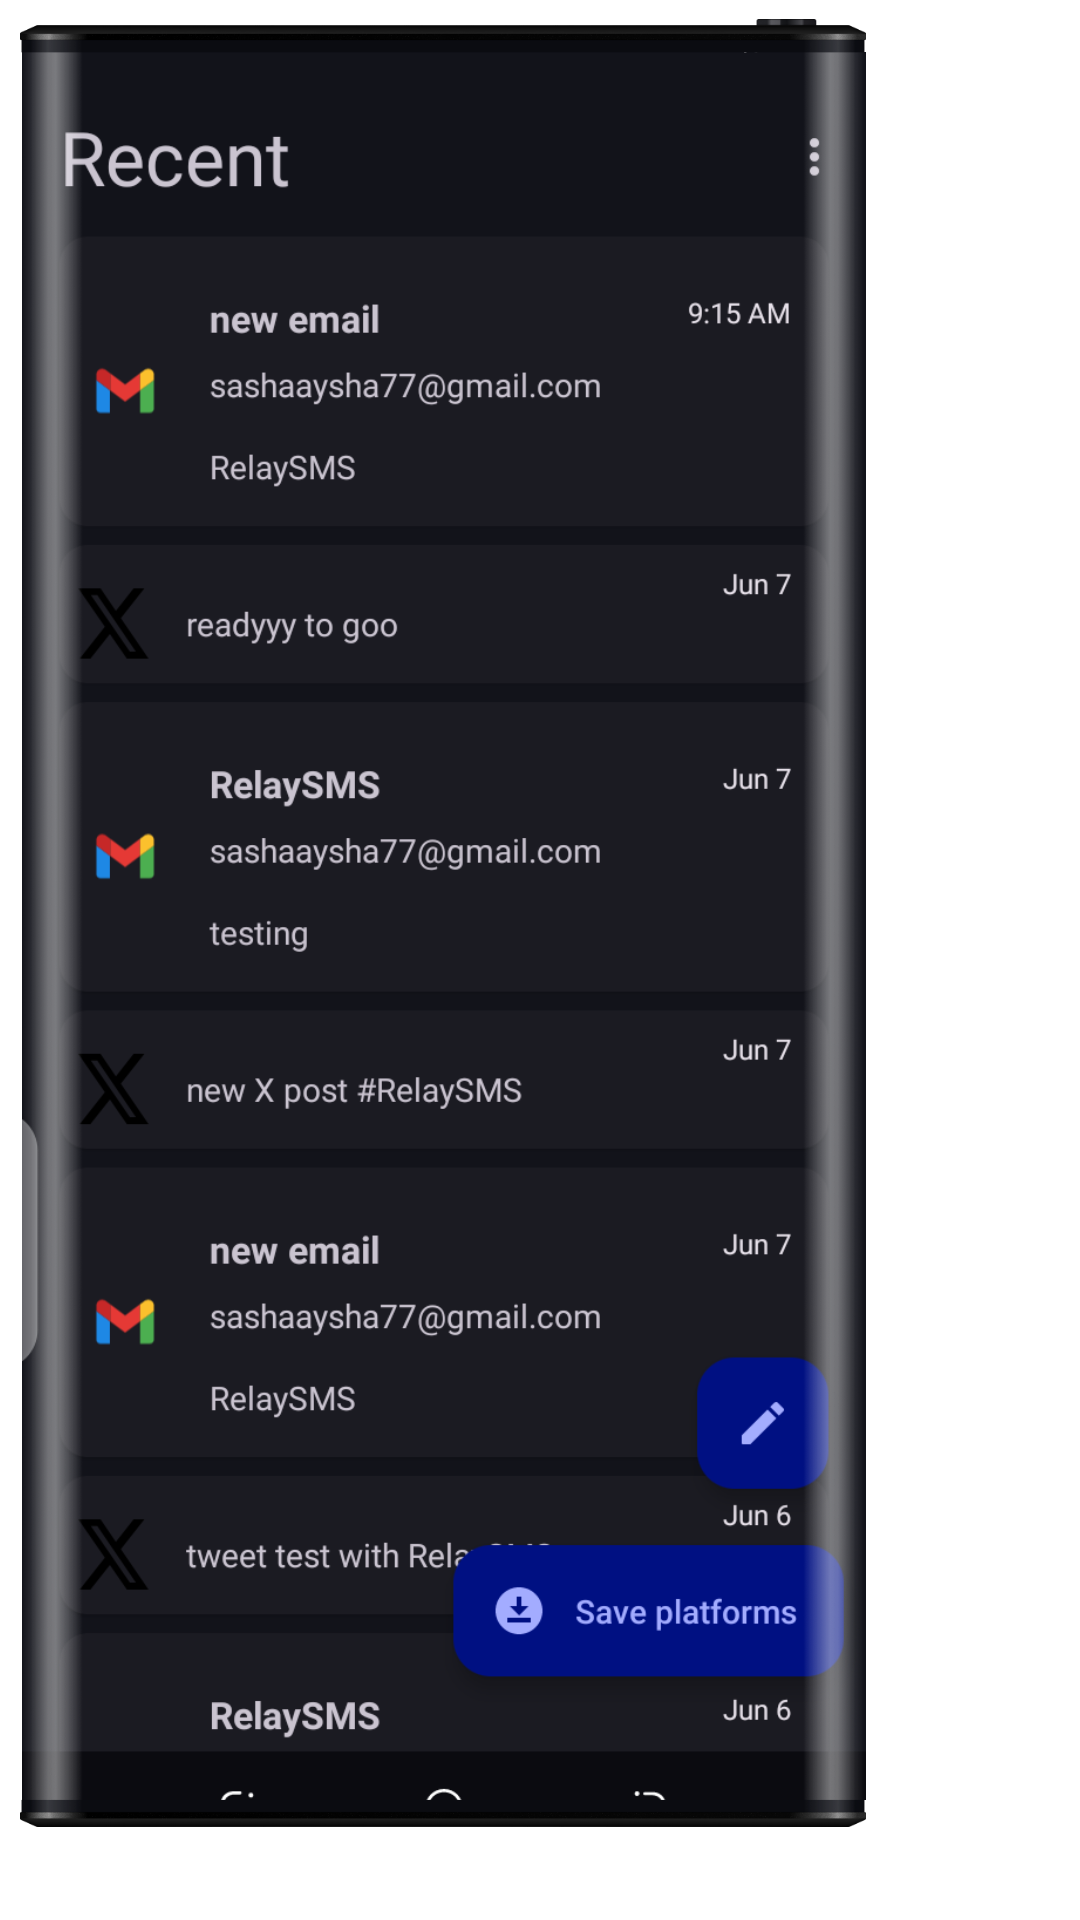 Recent
new email
9:15 AM
sashaaysha77@gmail.com
RelaySMS
Jun 7
readyyy to goo
RelaySMS
Jun 7
sashaaysha77@gmail.com
testing
Jun 7
new X post #RelaySMS
new email
Jun 7
sashaaysha77@gmail.com
RelaySMS
Jun 6
tweet test with
Save platforms
RelaySMS
Jun 6